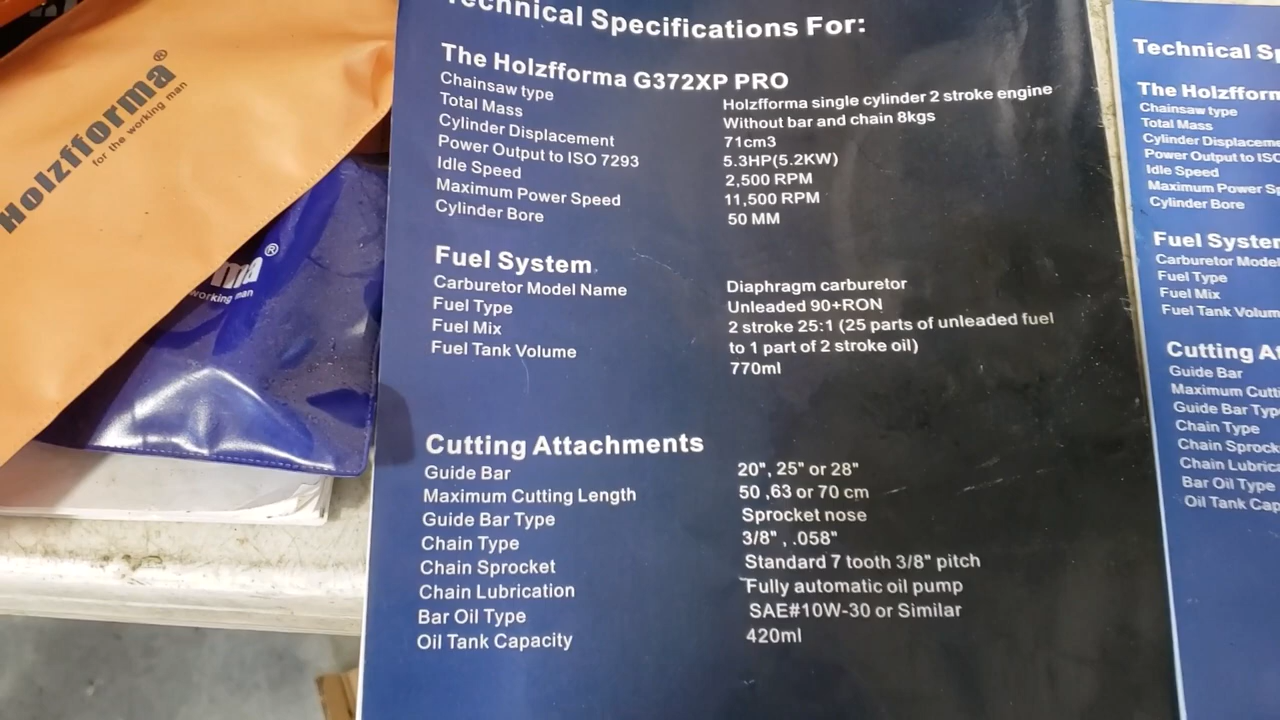 Holzfforma®
for the working man
ma®
working man
Technical Specifications For:
The Holzfforma G372XP PRO
Chainsaw type Holzfforma single cylinder 2 stroke engine
Total Mass Without bar and chain 8kgs
Cylinder Displacement 71cm3
Power Output to ISO 7293 5.3HP(5.2KW)
Idle Speed 2,500 RPM
Maximum Power Speed 11,500 RPM
Cylinder Bore 50 MM
Fuel System
Carburetor Model Name Diaphragm carburetor
Fuel Type Unleaded 90+RON
Fuel Mix 2 stroke 25:1 (25 parts of unleaded fuel
to 1 part of 2 stroke oil)
Fuel Tank Volume 770ml
Cutting Attachments
Guide Bar 20", 25" or 28"
Maximum Cutting Length 50 ,63 or 70 cm
Guide Bar Type Sprocket nose
Chain Type 3/8" , .058"
Chain Sprocket Standard 7 tooth 3/8" pitch
Chain Lubrication Fully automatic oil pump
Bar Oil Type SAE#10W-30 or Similar
Oil Tank Capacity 420ml
Technical Sp
The Holzfforn
Chainsaw type
Total Mass
Cylinder Displaceme
Power Output to ISO
Idle Speed
Maximum Power Sp
Cylinder Bore
Fuel System
Carburetor Model
Fuel Type
Fuel Mix
Fuel Tank Volum
Cutting At
Guide Bar
Maximum Cutti
Guide Bar Typ
Chain Type
Chain Sprock
Chain Lubrica
Bar Oil Type
Oil Tank Cap